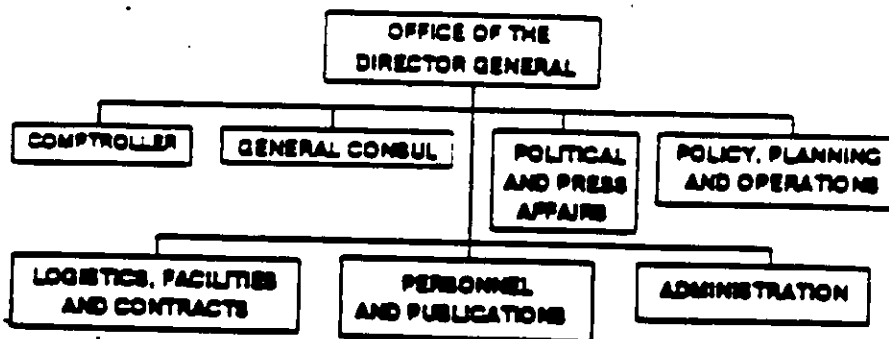 OFFICE OF THE
DIRECTOR GENERAL
COMPTROLLER
GENERAL CONSUL
POLITICAL
AND PRESS
AFFAIRS
POLICY, PLANNING
AND OPERATIONS
LOGISTICS, FACILITIES
AND CONTRACTS
PERSONNEL
AND PUBLICATIONS
ADMINISTRATION